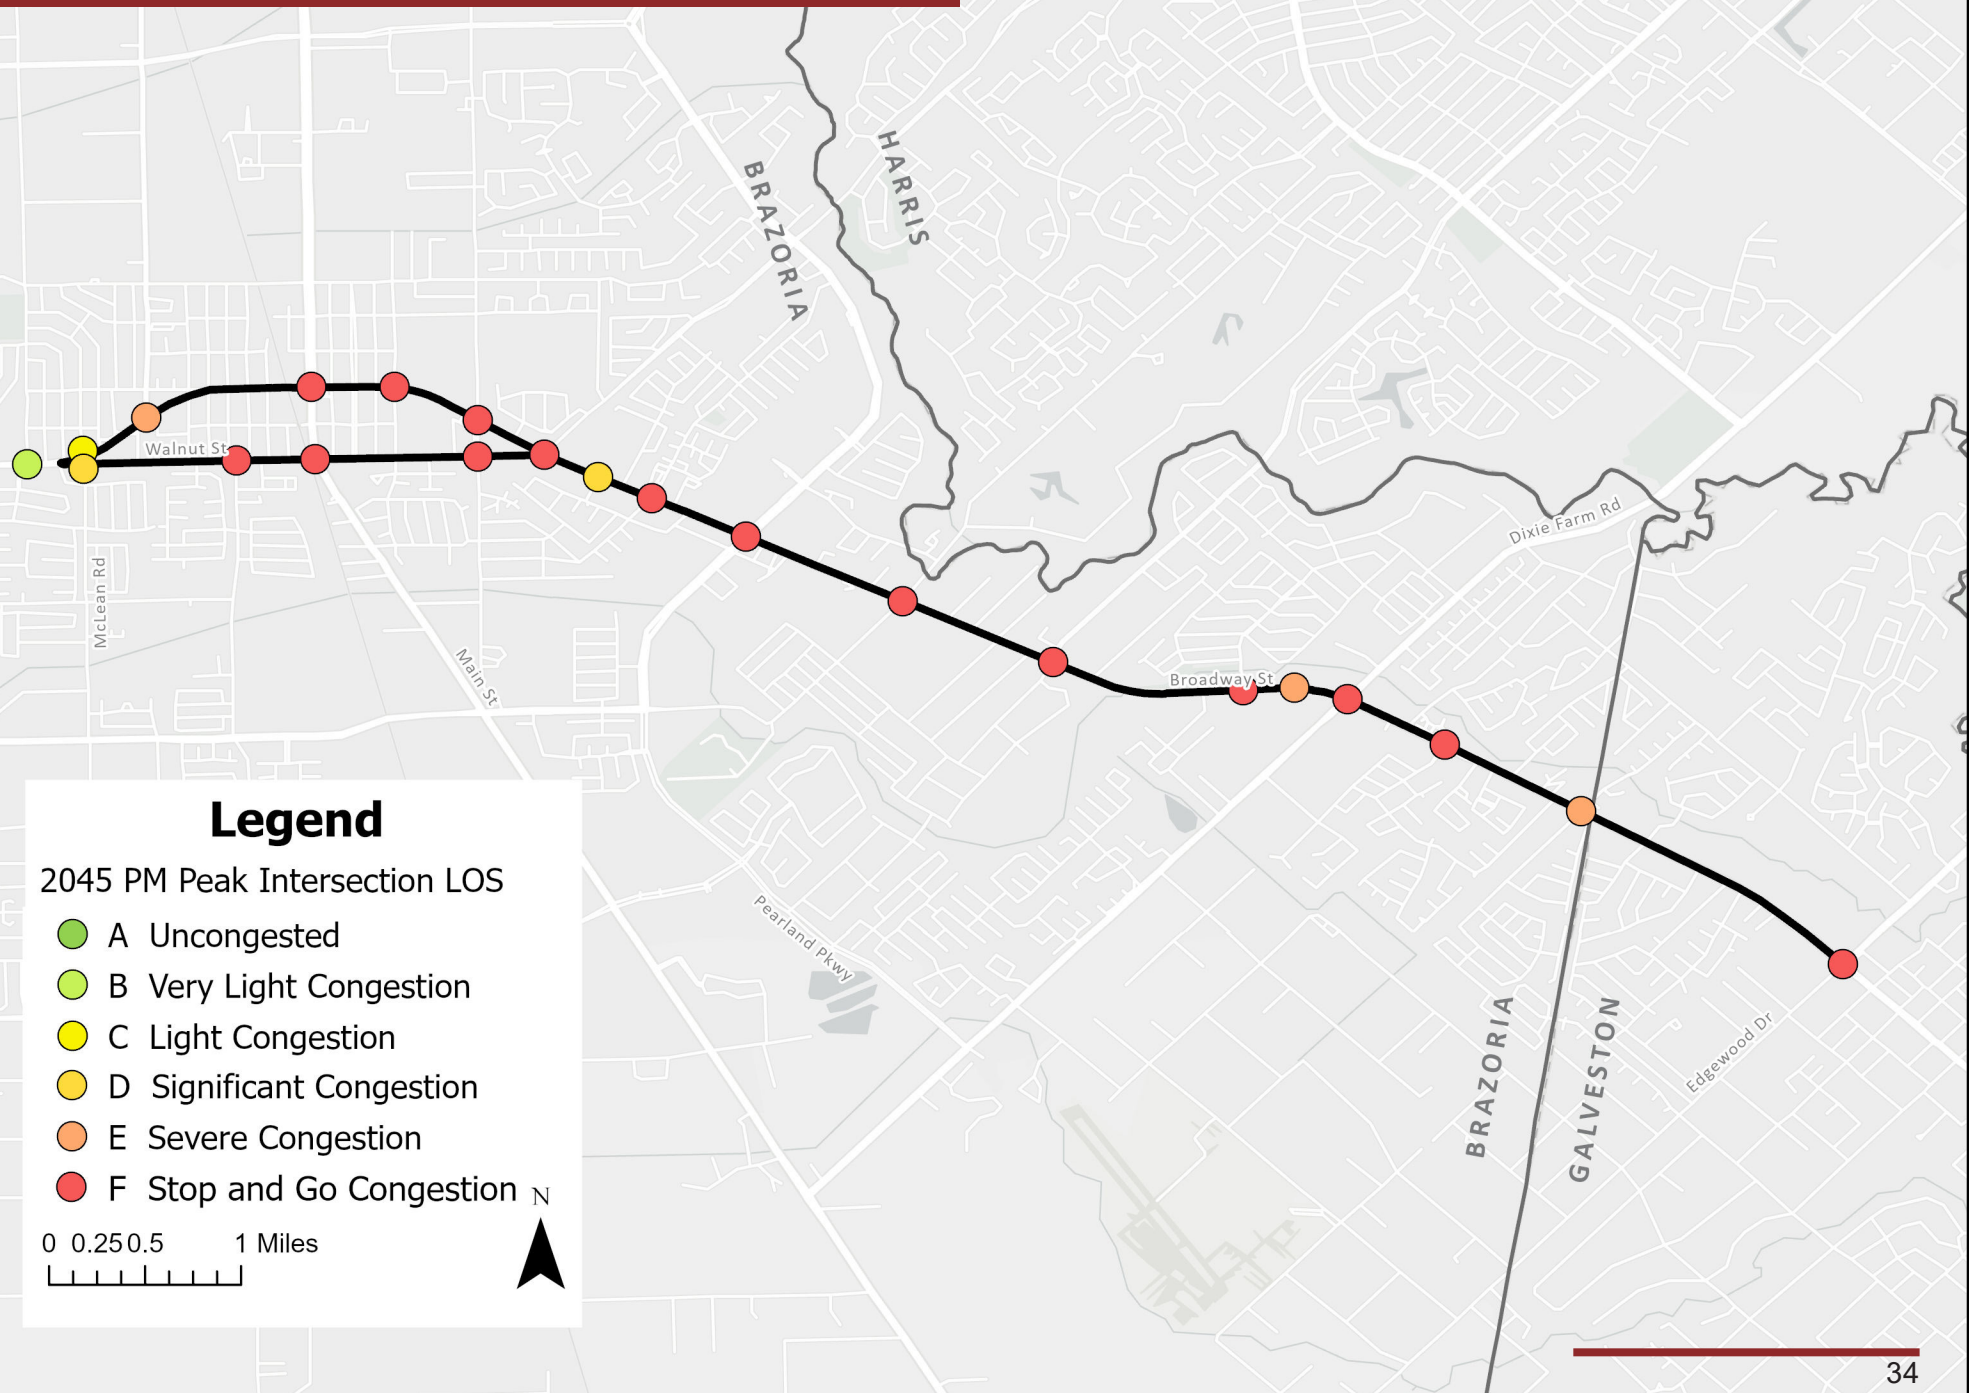 HARRIS
BRAZORIA
Walnut St
McLean Rd
Main St
Dixie Farm Rd
Broadway St
Pearland Pkwy
BRAZORIA
GALVESTON
Edgewood Dr
Legend
2045 PM Peak Intersection LOS
A Uncongested
B Very Light Congestion
C Light Congestion
D Significant Congestion
E Severe Congestion
F Stop and Go Congestion
N
0 0.25 0.5 1 Miles
34